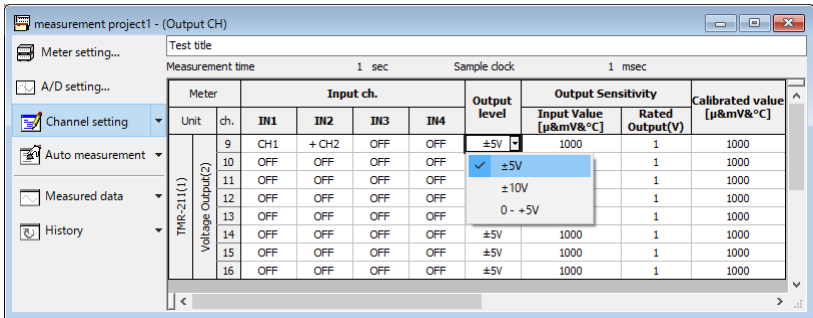 measurement project1 - (Output CH)
Meter setting...
A/D setting...
Channel setting
Auto measurement
Measured data
History
Test title
Measurement time 1 sec Sample clock 1 msec
Meter Input ch. Output level Output Sensitivity Calibrated value [μ&mV&°C]
Unit ch. IN1 IN2 IN3 IN4 Input Value [μ&mV&°C] Rated Output(V)
TMR-211(1)
Voltage Output(2)
9 CH1 + CH2 OFF OFF ±5V 1000 1 1000
10 OFF OFF OFF OFF 1 1000
11 OFF OFF OFF OFF 1 1000
12 OFF OFF OFF OFF 1 1000
13 OFF OFF OFF OFF 1 1000
14 OFF OFF OFF OFF ±5V 1000 1 1000
15 OFF OFF OFF OFF ±5V 1000 1 1000
16 OFF OFF OFF OFF ±5V 1000 1 1000
±5V
±10V
0 - +5V